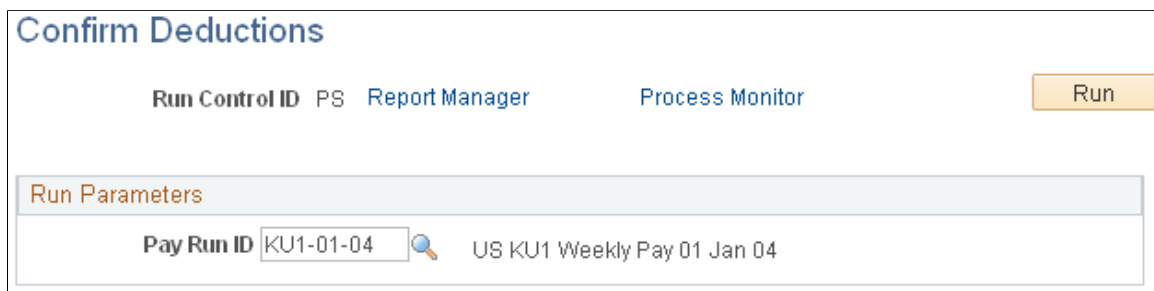 Confirm Deductions
Run Control ID PS Report Manager Process Monitor Run
Run Parameters
Pay Run ID KU1-01-04 US KU1 Weekly Pay 01 Jan 04